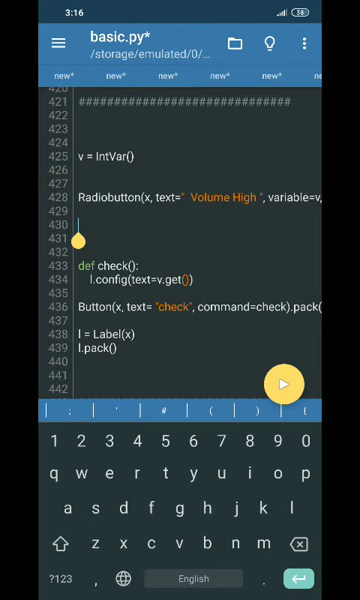 3:16
38
basic.py*
/storage/emulated/0/...
new* new* new* new* new*
421 #############################
422
423
424
425 v = IntVar()
427
428 Radiobutton(x, text="  Volume High ", variable=v,
429
430
431
432
433 def check():
434 l.config(text=v.get())
435
436 Button(x, text= "check", command=check).pack(
437
438 l = Label(x)
439 l.pack()
440
441
442
; ' # ( ) {
1 2 3 4 5 6 7 8 9 0
q w e r t y u i o p
a s d f g h j k l
z x c v b n m
?123 , English .